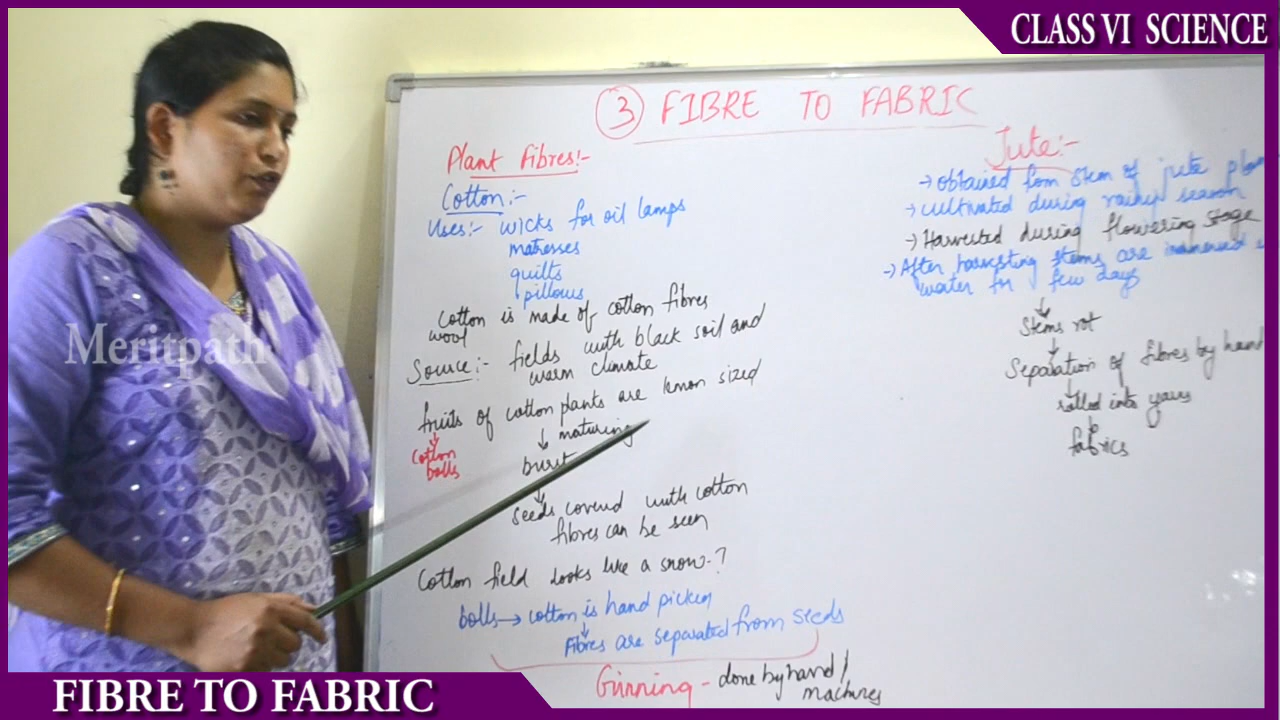 CLASS VI SCIENCE
3 FIBRE TO FABRIC
Plant Fibres:-
Cotton:-
Uses:- wicks for oil lamps
matresses
quilts
pillows
Cotton is made of cotton fibres
wool
Source:- fields with black soil and
warm climate
fruits of cotton plants are lemon sized
↓ ↓ maturing
cotton
bolls
burst
↓
seeds coverd with cotton
fibres can be seen
Cotton field looks like a snow.?
bolls → cotton is hand picken
↓
Fibres are separated from seeds
Ginning - done by hand /
machines
Jute:-
→ obtained from stem of jute
→ cultivated during rainy season
→ Harvested during flowering stage
→ After harvesting stems are immersed
water for few days
↓
Stems rot
↓
Separation of fibres by hand
↓
rolled into yarns
↓
fabrics
Meritpath
FIBRE TO FABRIC